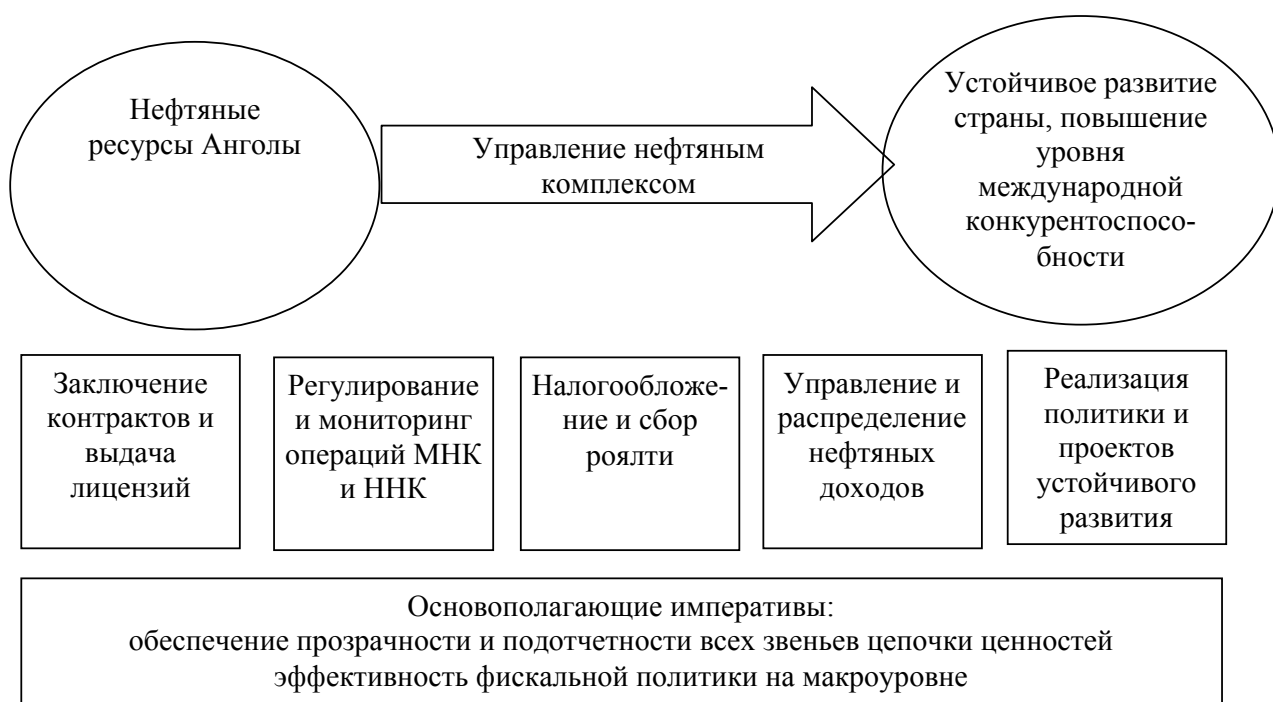 Нефтяные
ресурсы Анголы
Управление нефтяным
комплексом
Устойчивое развитие
страны, повышение
уровня
международной
конкурентоспосо-
бности
Заключение
контрактов и
выдача
лицензий
Регулирование
и мониторинг
операций МНК
и ННК
Налогообложе-
ние и сбор
роялти
Управление и
распределение
нефтяных
доходов
Реализация
политики и
проектов
устойчивого
развития
Основополагающие императивы:
обеспечение прозрачности и подотчетности всех звеньев цепочки ценностей
эффективность фискальной политики на макроуровне